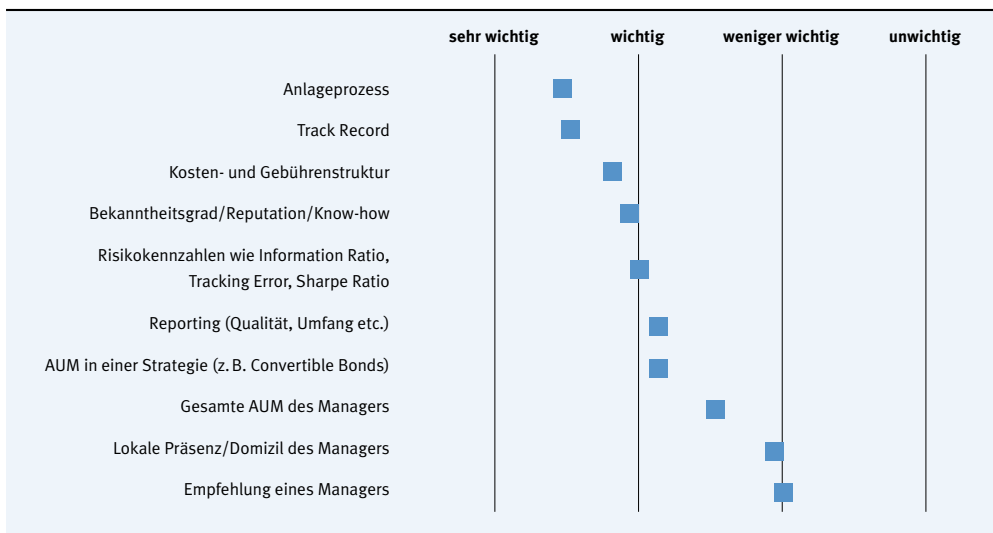 sehr wichtig wichtig weniger wichtig unwichtig
Anlageprozess
Track Record
Kosten- und Gebührenstruktur
Bekanntheitsgrad/Reputation/Know-how
Risikokennzahlen wie Information Ratio,
Tracking Error, Sharpe Ratio
Reporting (Qualität, Umfang etc.)
AUM in einer Strategie (z. B. Convertible Bonds)
Gesamte AUM des Managers
Lokale Präsenz/Domizil des Managers
Empfehlung eines Managers